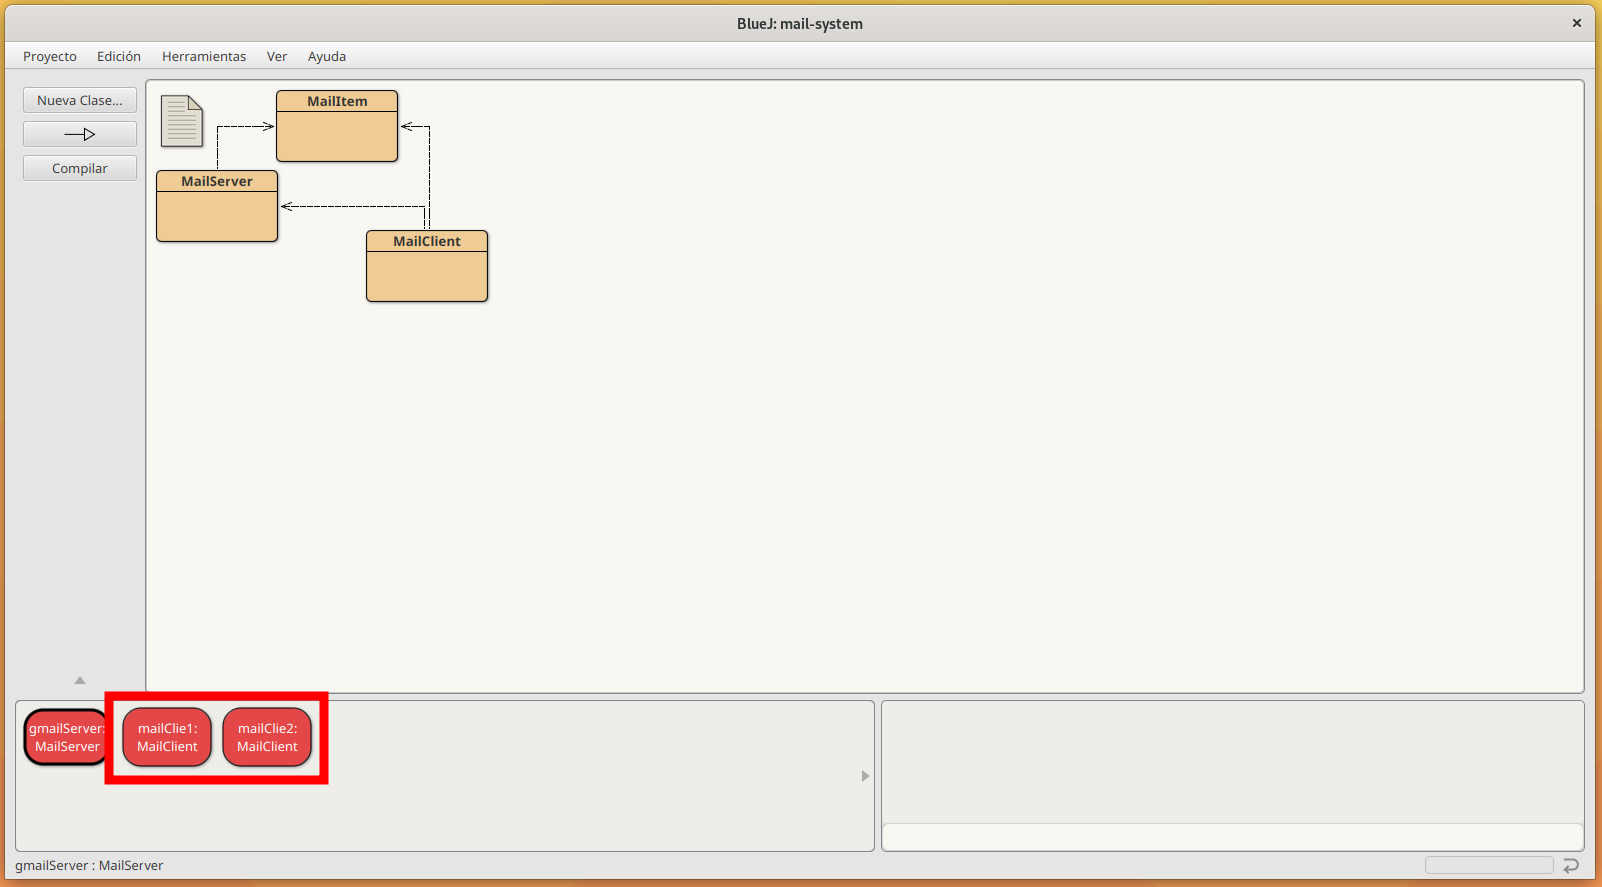 BlueJ: mail-system
Proyecto Edición Herramientas Ver Ayuda
Nueva Clase...
Compilar
MailItem
MailServer
MailClient
gmailServer:
MailServer
mailClie1:
MailClient
mailClie2:
MailClient
gmailServer : MailServer